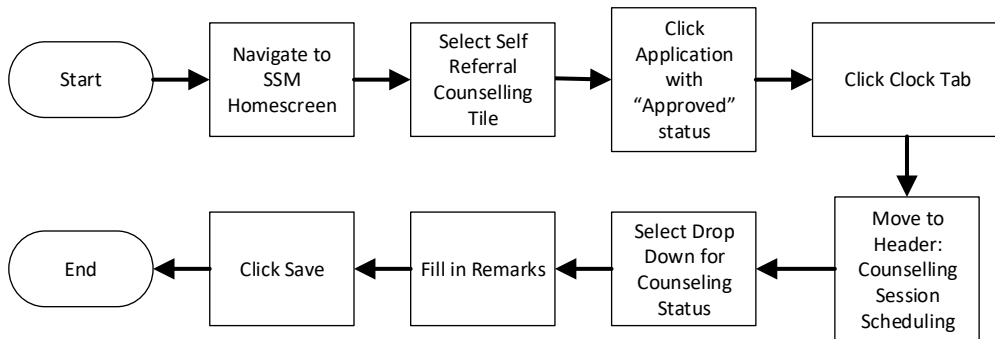 Start
Navigate to
SSM
Homescreen
Select Self
Referral
Counselling
Tile
Click
Application
with
“Approved”
status
Click Clock Tab
Move to
Header:
Counselling
Session
Scheduling
Select Drop
Down for
Counseling
Status
Fill in Remarks
Click Save
End